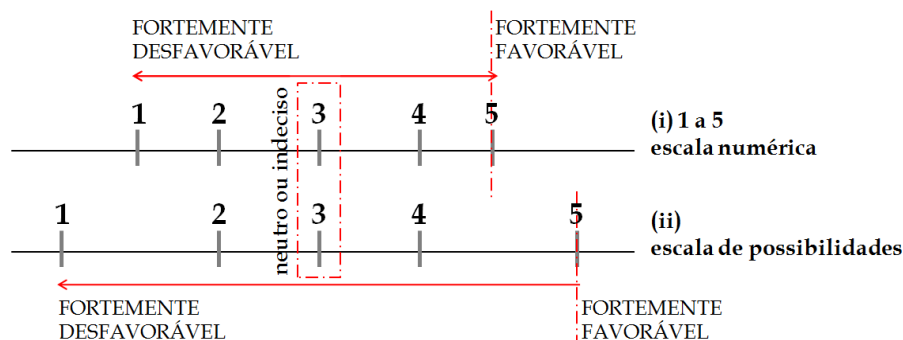 FORTEMENTE
DESFAVORÁVEL
FORTEMENTE
FAVORÁVEL
1 2 3 4 5
(i) 1 a 5
escala numérica
neutro ou indeciso
1 2 3 4 5
(ii)
escala de possibilidades
FORTEMENTE
DESFAVORÁVEL
FORTEMENTE
FAVORÁVEL